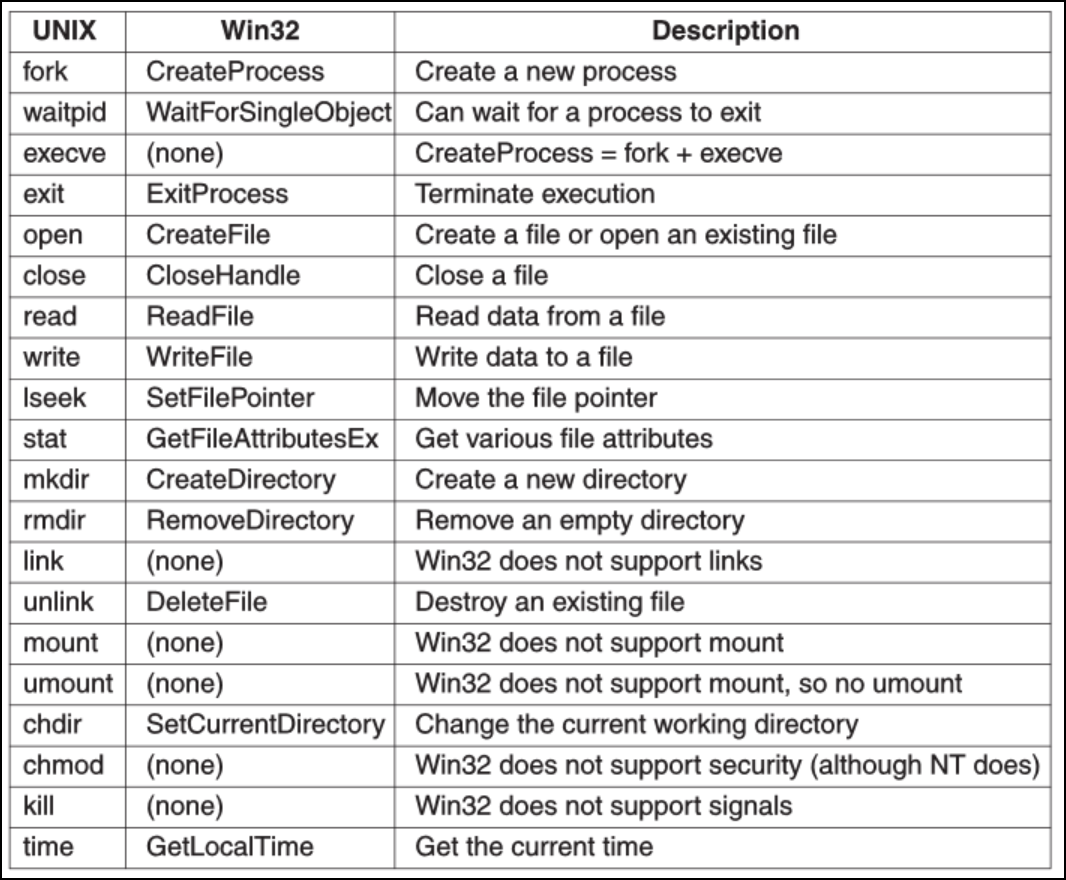 UNIX Win32 Description
fork CreateProcess Create a new process
waitpid WaitForSingleObject Can wait for a process to exit
execve (none) CreateProcess = fork + execve
exit ExitProcess Terminate execution
open CreateFile Create a file or open an existing file
close CloseHandle Close a file
read ReadFile Read data from a file
write WriteFile Write data to a file
lseek SetFilePointer Move the file pointer
stat GetFileAttributesEx Get various file attributes
mkdir CreateDirectory Create a new directory
rmdir RemoveDirectory Remove an empty directory
link (none) Win32 does not support links
unlink DeleteFile Destroy an existing file
mount (none) Win32 does not support mount
umount (none) Win32 does not support mount, so no umount
chdir SetCurrentDirectory Change the current working directory
chmod (none) Win32 does not support security (although NT does)
kill (none) Win32 does not support signals
time GetLocalTime Get the current time